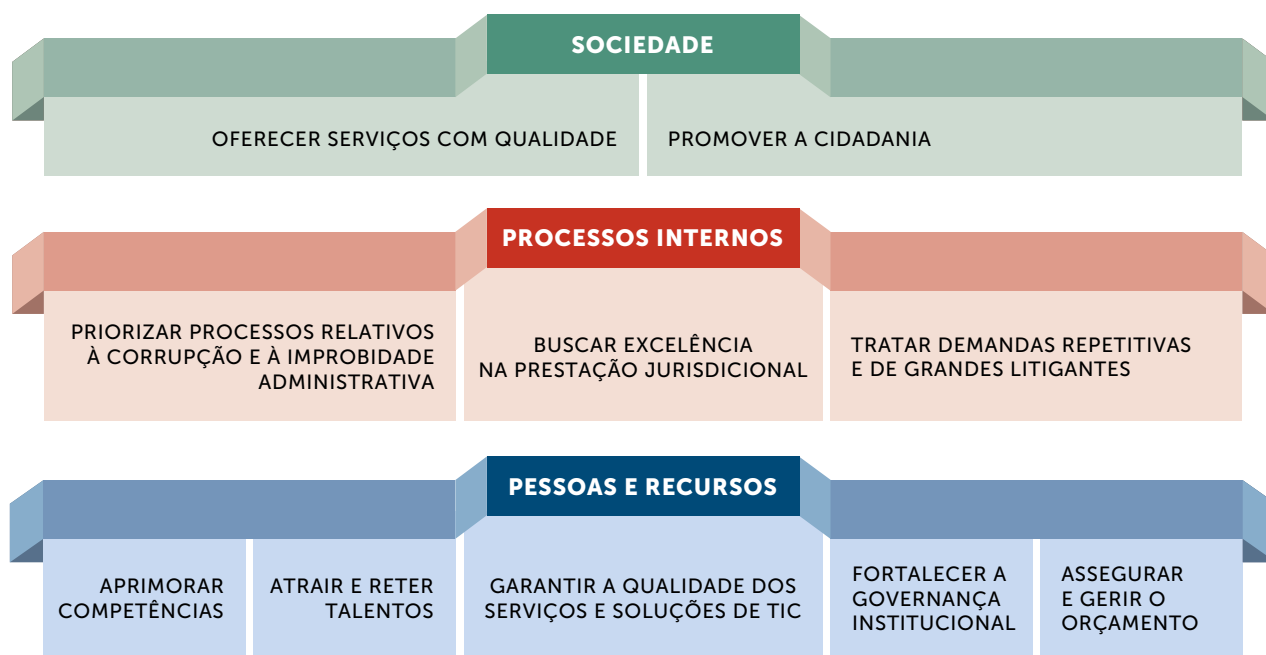 SOCIEDADE
OFERECER SERVIÇOS COM QUALIDADE
PROMOVER A CIDADANIA
PROCESSOS INTERNOS
PRIORIZAR PROCESSOS RELATIVOS
À CORRUPÇÃO E À IMPROBIDADE
ADMINISTRATIVA
BUSCAR EXCELÊNCIA
NA PRESTAÇÃO JURISDICIONAL
TRATAR DEMANDAS REPETITIVAS
E DE GRANDES LITIGANTES
PESSOAS E RECURSOS
APRIMORAR
COMPETÊNCIAS
ATRAIR E RETER
TALENTOS
GARANTIR A QUALIDADE DOS
SERVIÇOS E SOLUÇÕES DE TIC
FORTALECER A
GOVERNANÇA
INSTITUCIONAL
ASSEGURAR
E GERIR O
ORÇAMENTO